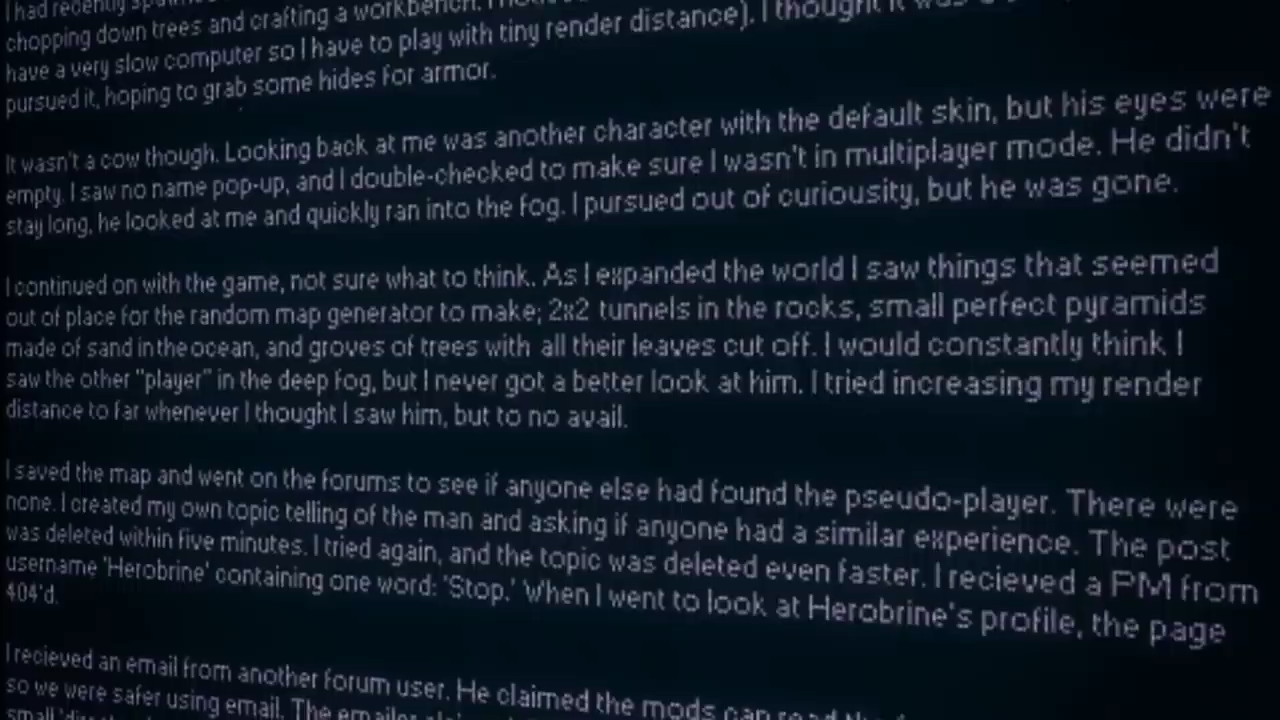 I had recently spawned
chopping down trees and crafting a workbench. I
have a very slow computer so I have to play with tiny render distance). I thought it was a
pursued it, hoping to grab some hides for armor.
It wasn't a cow though. Looking back at me was another character with the default skin, but his eyes were
empty. I saw no name pop-up, and I double-checked to make sure I wasn't in multiplayer mode. He didn't
stay long, he looked at me and quickly ran into the fog. I pursued out of curiousity, but he was gone.
I continued on with the game, not sure what to think. As I expanded the world I saw things that seemed
out of place for the random map generator to make; 2x2 tunnels in the rocks, small perfect pyramids
made of sand in the ocean, and groves of trees with all their leaves cut off. I would constantly think I
saw the other "player" in the deep fog, but I never got a better look at him. I tried increasing my render
distance to far whenever I thought I saw him, but to no avail.
I saved the map and went on the forums to see if anyone else had found the pseudo-player. There were
none. I created my own topic telling of the man and asking if anyone had a similar experience. The post
was deleted within five minutes. I tried again, and the topic was deleted even faster. I recieved a PM from
username 'Herobrine' containing one word: 'Stop.' When I went to look at Herobrine's profile, the page
404'd.
I recieved an email from another forum user. He claimed the mods can read the
so we were safer using email. The emailer
small